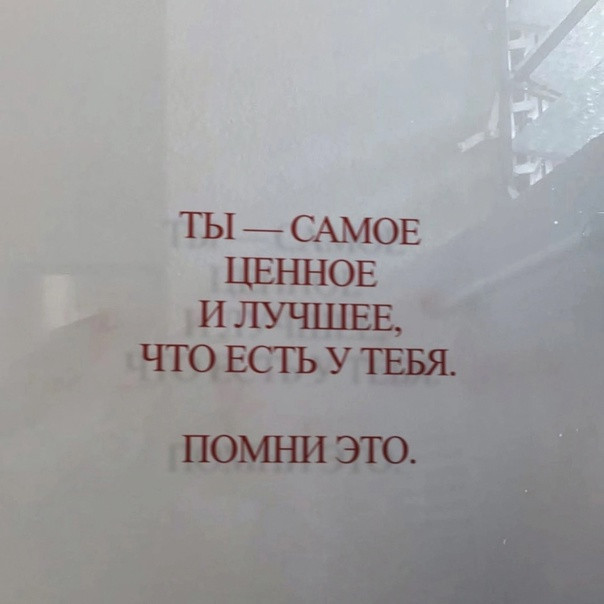 ТЫ — САМОЕ
ЦЕННОЕ
И ЛУЧШЕЕ,
ЧТО ЕСТЬ У ТЕБЯ.
ПОМНИ ЭТО.